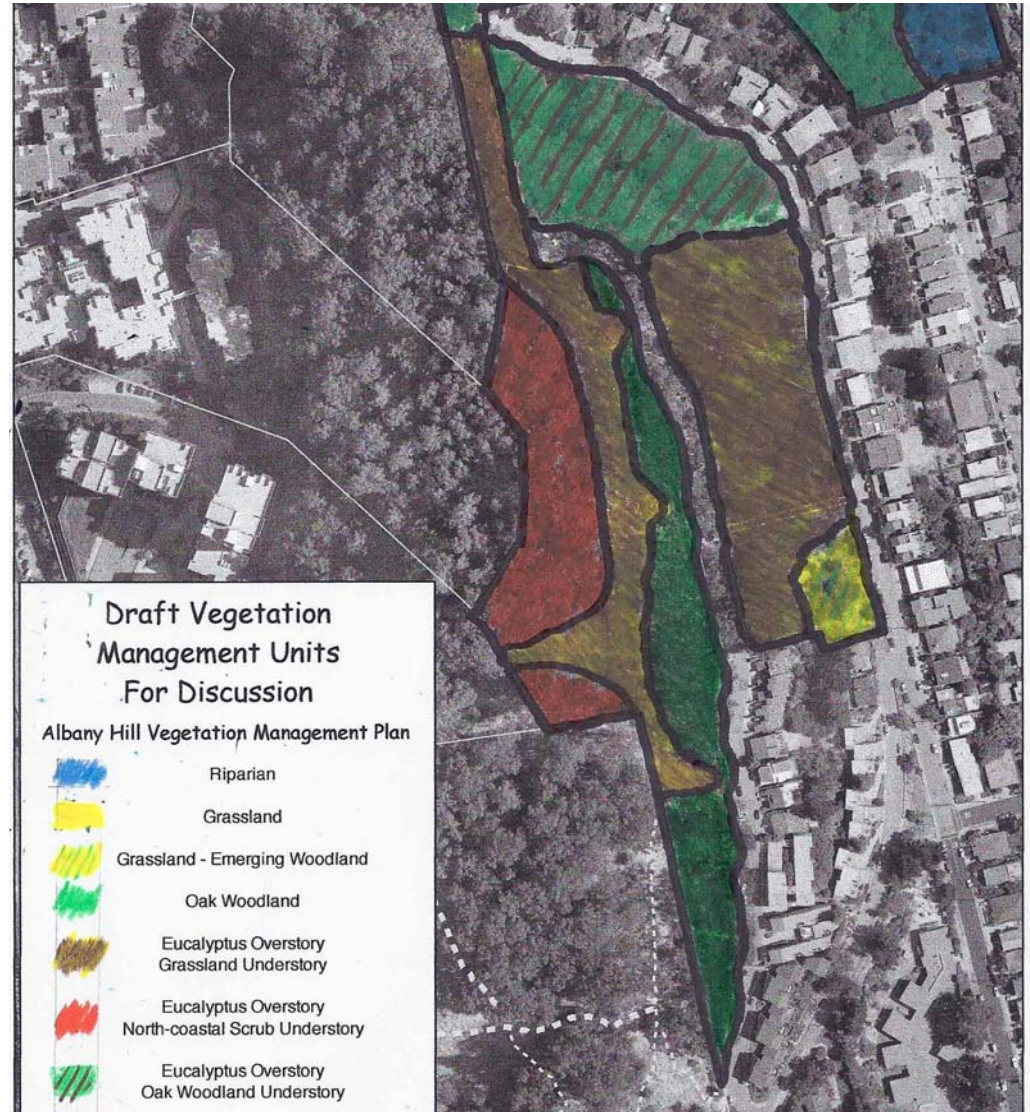 Draft Vegetation
Management Units
For Discussion
Albany Hill Vegetation Management Plan
Riparian
Grassland
Grassland - Emerging Woodland
Oak Woodland
Eucalyptus Overstory
Grassland Understory
Eucalyptus Overstory
North-coastal Scrub Understory
Eucalyptus Overstory
Oak Woodland Understory